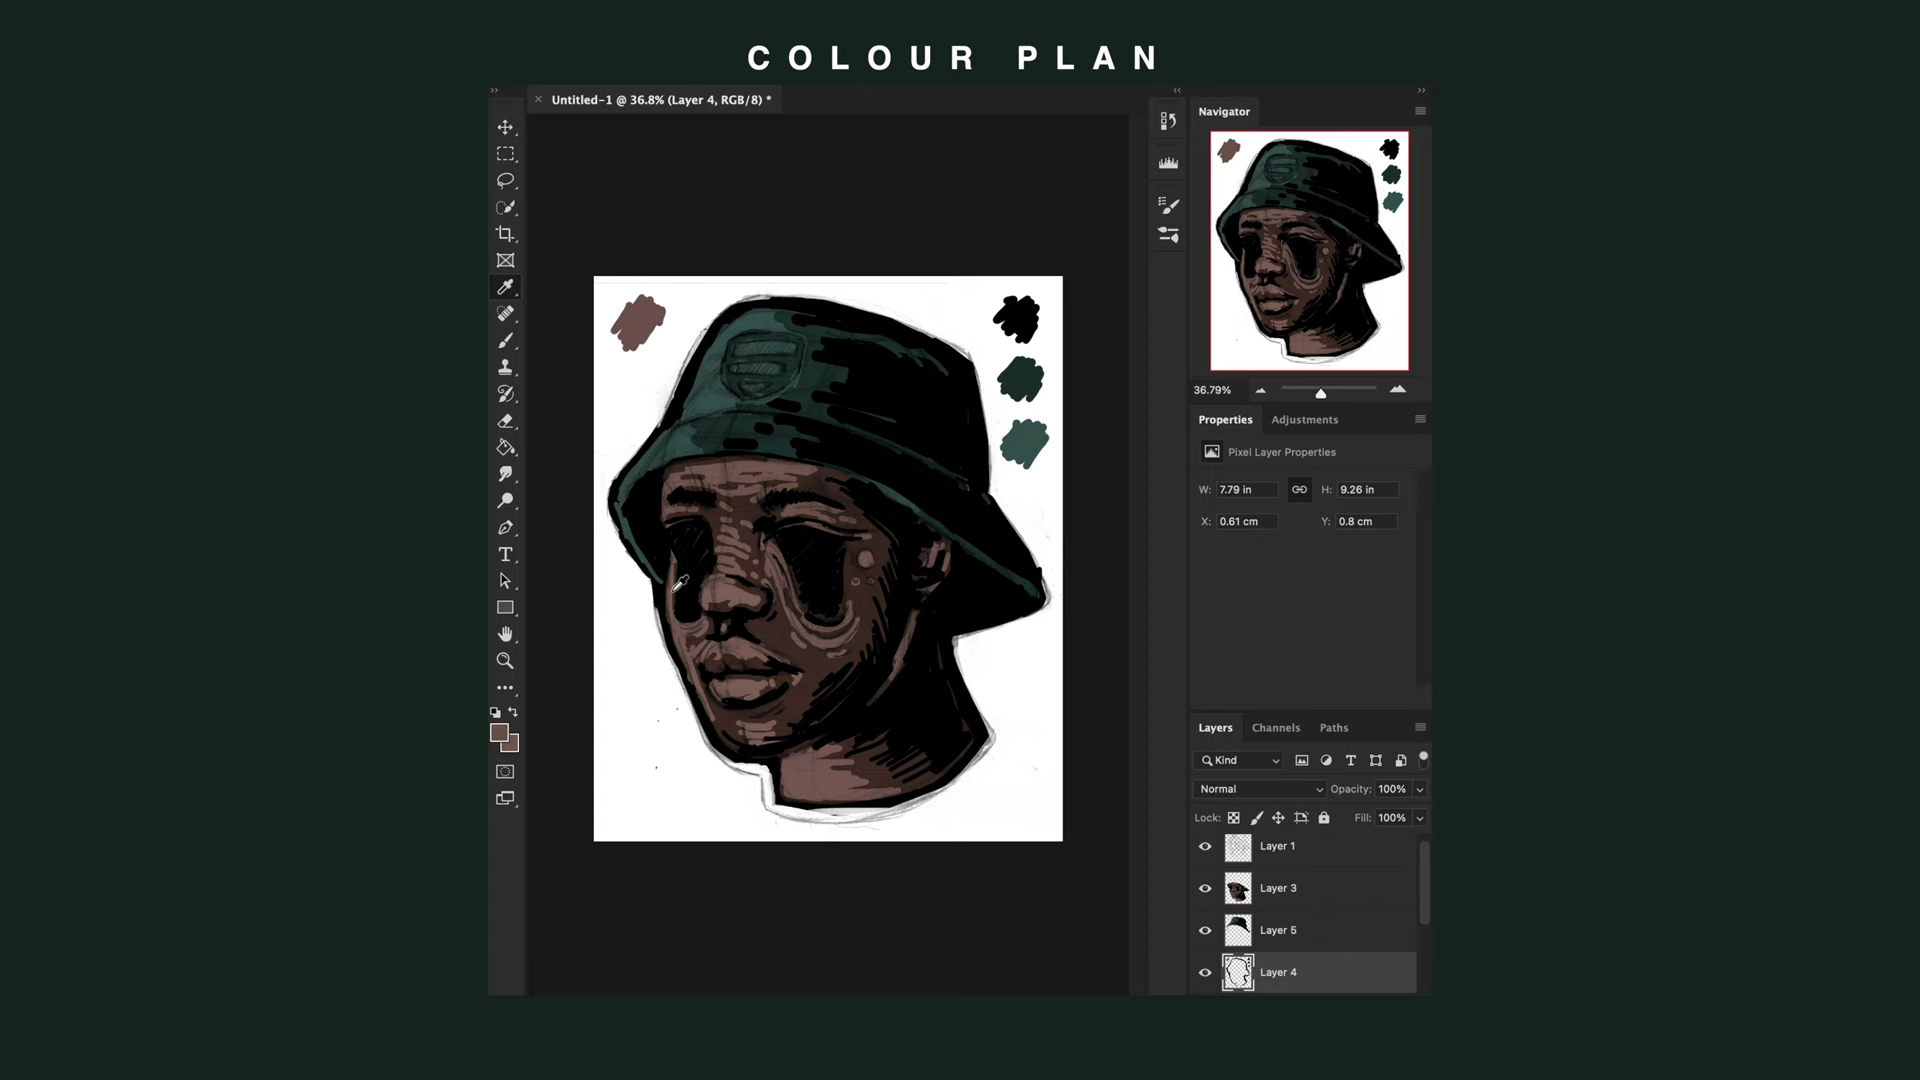 COLOUR PLAN
Untitled-1 @ 36.8% (Layer 4, RGB/8) *
Navigator
36.79%
Properties Adjustments
Pixel Layer Properties
W: 7.79 in H: 9.26 in
X: 0.61 cm Y: 0.8 cm
Layers Channels Paths
Kind
Normal Opacity: 100%
Lock: Fill: 100%
Layer 1
Layer 3
Layer 5
Layer 4